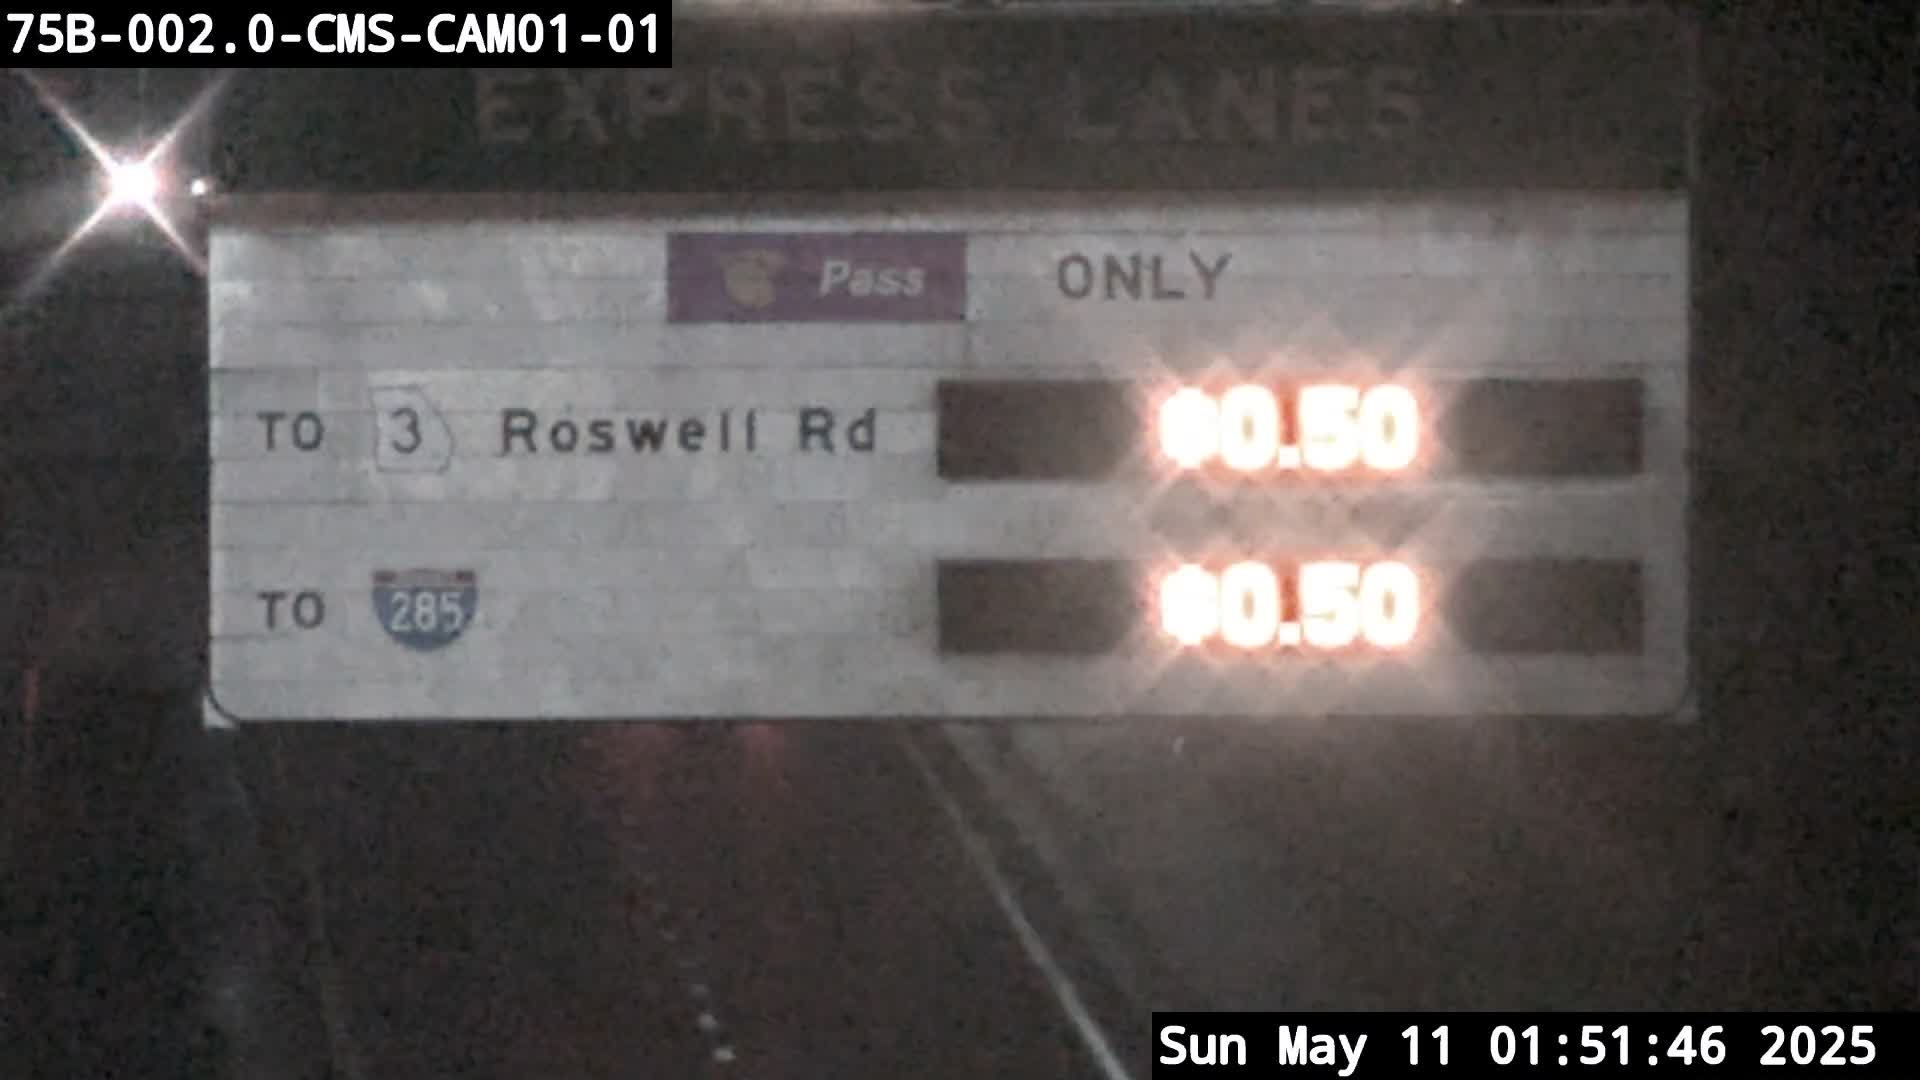 75B-002.0-CMS-CAM01-01
EXPRESS LANES
Pass ONLY
TO 3 Roswell Rd $0.50
TO 285 $0.50
Sun May 11 01:51:46 2025